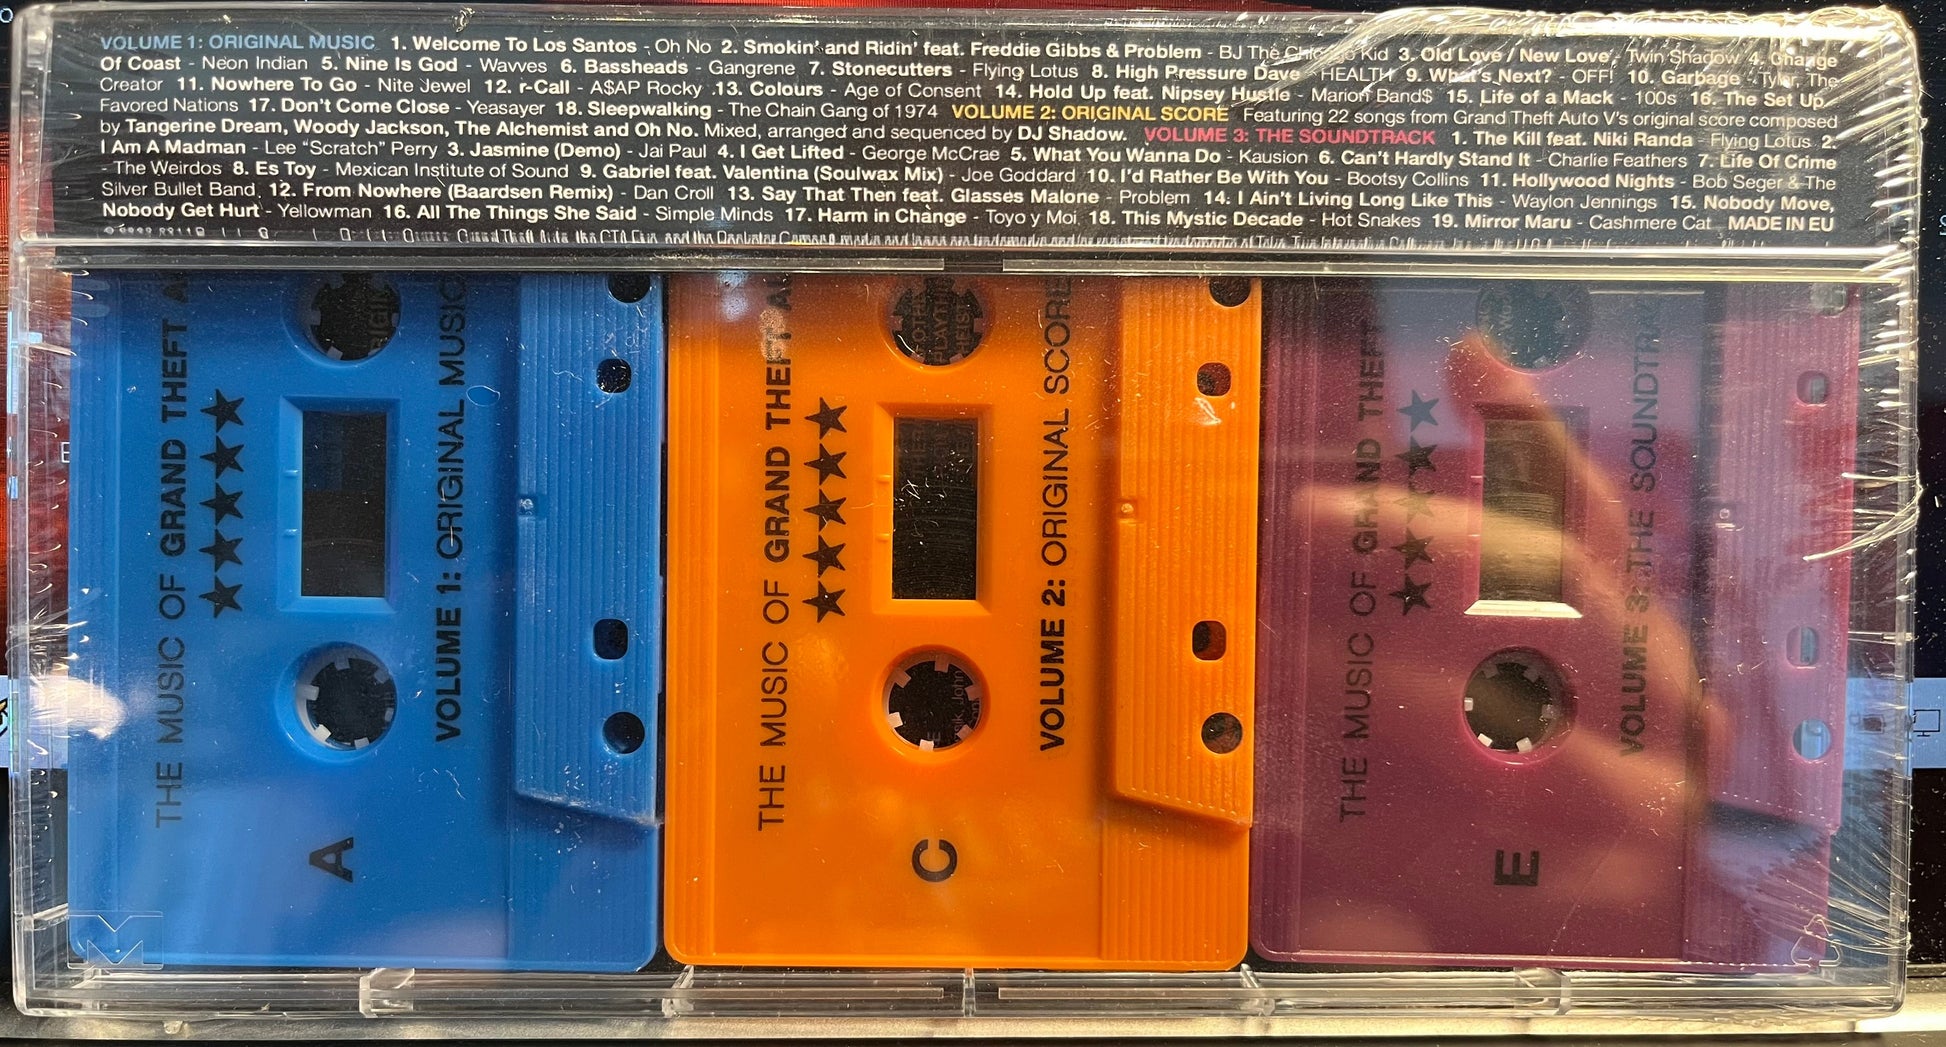 VOLUME 1: ORIGINAL MUSIC 1. Welcome To Los Santos - Oh No 2. Smokin' and Ridin' feat. Freddie Gibbs & Problem - BJ The Chicago Kid 3. Old Love / New Love - Twin Shadow 4. Change
Of Coast - Neon Indian 5. Nine Is God - Wavves 6. Bassheads - Gangrene 7. Stonecutters - Flying Lotus 8. High Pressure Dave - HEALTH 9. What's Next? - OFF! 10. Garbage - Tyler, The
Creator 11. Nowhere To Go - Nite Jewel 12. r-Call - A$AP Rocky 13. Colours - Age of Consent 14. Hold Up feat. Nipsey Hustle - Marion Band$ 15. Life of a Mack - 100s 16. The Set Up
Favored Nations 17. Don't Come Close - Yeasayer 18. Sleepwalking - The Chain Gang of 1974 VOLUME 2: ORIGINAL SCORE Featuring 22 songs from Grand Theft Auto V's original score composed
by Tangerine Dream, Woody Jackson, The Alchemist and Oh No. Mixed, arranged and sequenced by DJ Shadow. VOLUME 3: THE SOUNDTRACK 1. The Kill feat. Niki Randa - Flying Lotus 2.
I Am A Madman - Lee "Scratch" Perry 3. Jasmine (Demo) - Jai Paul 4. I Get Lifted - George McCrae 5. What You Wanna Do - Kausion 6. Can't Hardly Stand It - Charlie Feathers 7. Life Of Crime
- The Weirdos 8. Es Toy - Mexican Institute of Sound 9. Gabriel feat. Valentina (Soulwax Mix) - Joe Goddard 10. I'd Rather Be With You - Bootsy Collins 11. Hollywood Nights - Bob Seger & The
Silver Bullet Band 12. From Nowhere (Baardsen Remix) - Dan Croll 13. Say That Then feat. Glasses Malone - Problem 14. I Ain't Living Long Like This - Waylon Jennings 15. Nobody Move,
Nobody Get Hurt - Yellowman 16. All The Things She Said - Simple Minds 17. Harm in Change - Toyo y Moi 18. This Mystic Decade - Hot Snakes 19. Mirror Maru - Cashmere Cat MADE IN EU
THE MUSIC OF GRAND THEFT A
VOLUME 1: ORIGINAL MUSIC
A
THE MUSIC OF GRAND THEFT A
VOLUME 2: ORIGINAL SCORE
C
THE MUSIC OF GRAND THEFT
VOLUME 3: THE SOUNDTR
E